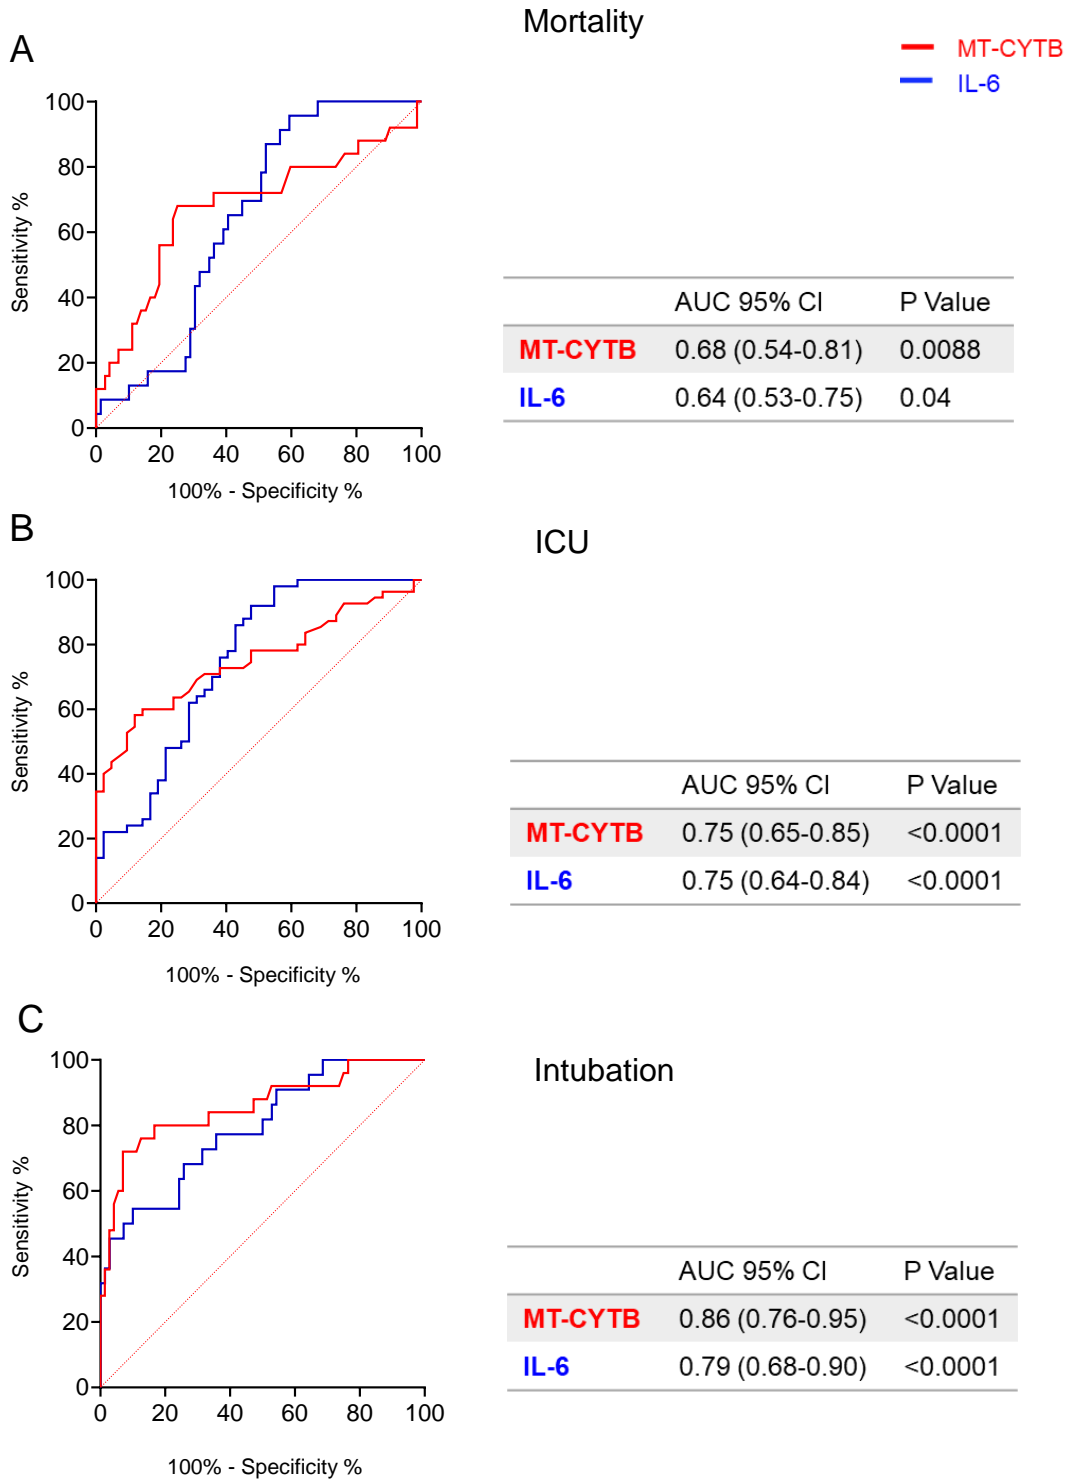 Mortality
A
MT-CYTB
IL-6
100
80
60
40
20
0
Sensitivity %
0 20 40 60 80 100
100% - Specificity %
AUC 95% CI P Value
MT-CYTB 0.68 (0.54-0.81) 0.0088
IL-6 0.64 (0.53-0.75) 0.04
B
ICU
100
80
60
40
20
0
Sensitivity %
0 20 40 60 80 100
100% - Specificity %
AUC 95% CI P Value
MT-CYTB 0.75 (0.65-0.85) <0.0001
IL-6 0.75 (0.64-0.84) <0.0001
C
Intubation
100
80
60
40
20
0
Sensitivity %
0 20 40 60 80 100
100% - Specificity %
AUC 95% CI P Value
MT-CYTB 0.86 (0.76-0.95) <0.0001
IL-6 0.79 (0.68-0.90) <0.0001